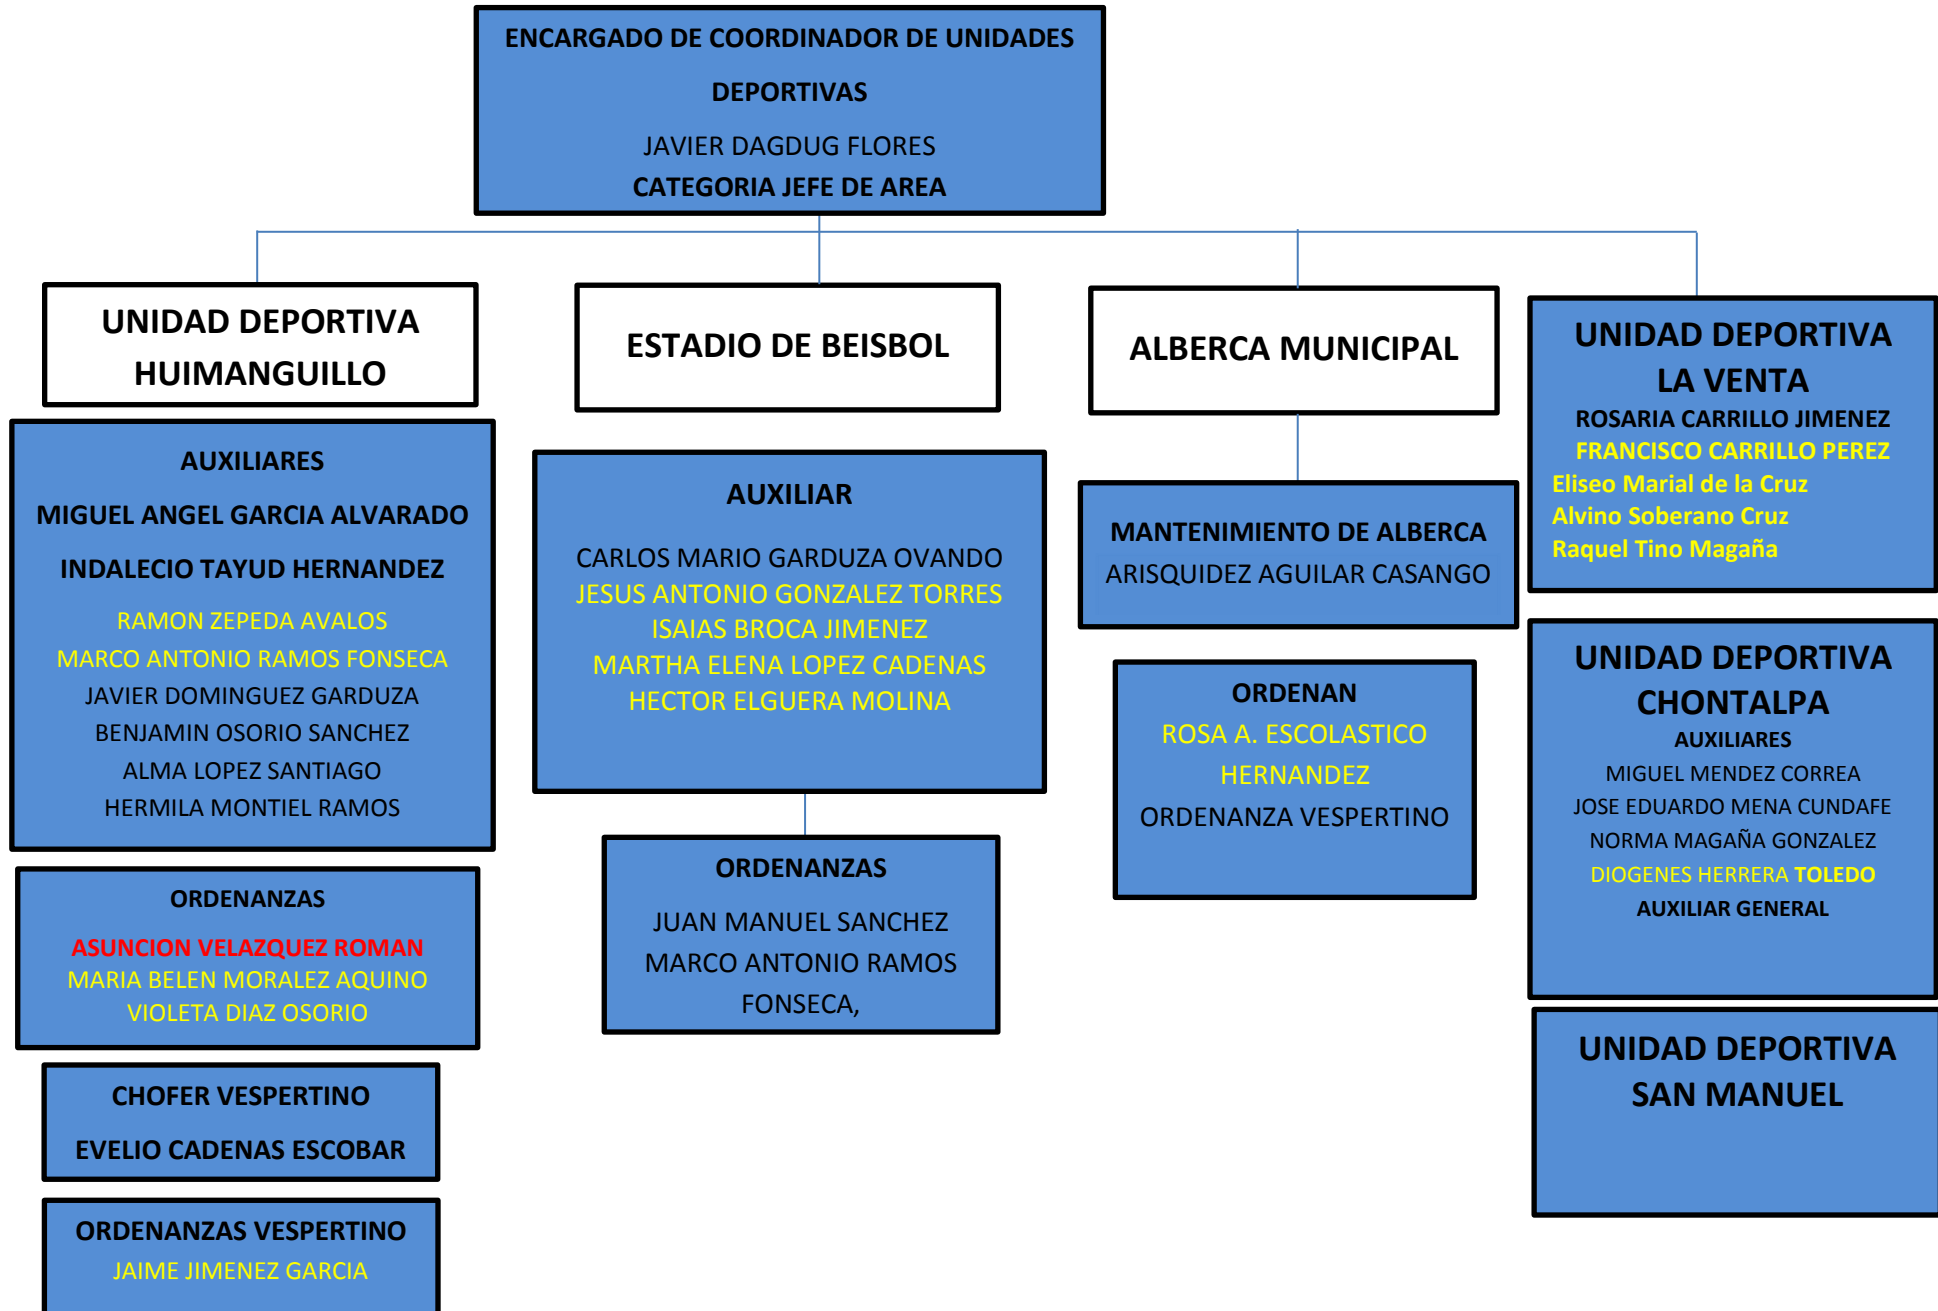 ENCARGADO DE COORDINADOR DE UNIDADES
DEPORTIVAS
JAVIER DAGDUG FLORES
CATEGORIA JEFE DE AREA
UNIDAD DEPORTIVA
HUIMANGUILLO
AUXILIARES
MIGUEL ANGEL GARCIA ALVARADO
INDALECIO TAYUD HERNANDEZ
RAMON ZEPEDA AVALOS
MARCO ANTONIO RAMOS FONSECA
JAVIER DOMINGUEZ GARDUZA
BENJAMIN OSORIO SANCHEZ
ALMA LOPEZ SANTIAGO
HERMILA MONTIEL RAMOS
ORDENANZAS
ASUNCION VELAZQUEZ ROMAN
MARIA BELEN MORALEZ AQUINO
VIOLETA DIAZ OSORIO
CHOFER VESPERTINO
EVELIO CADENAS ESCOBAR
ORDENANZAS VESPERTINO
JAIME JIMENEZ GARCIA
ESTADIO DE BEISBOL
AUXILIAR
CARLOS MARIO GARDUZA OVANDO
JESUS ANTONIO GONZALEZ TORRES
ISAIAS BROCA JIMENEZ
MARTHA ELENA LOPEZ CADENAS
HECTOR ELGUERA MOLINA
ORDENANZAS
JUAN MANUEL SANCHEZ
MARCO ANTONIO RAMOS
FONSECA,
ALBERCA MUNICIPAL
MANTENIMIENTO DE ALBERCA
ARISQUIDEZ AGUILAR CASANGO
ORDENAN
ROSA A. ESCOLASTICO
HERNANDEZ
ORDENANZA VESPERTINO
UNIDAD DEPORTIVA
LA VENTA
ROSARIA CARRILLO JIMENEZ
FRANCISCO CARRILLO PEREZ
Eliseo Marial de la Cruz
Alvino Soberano Cruz
Raquel Tino Magaña
UNIDAD DEPORTIVA
CHONTALPA
AUXILIARES
MIGUEL MENDEZ CORREA
JOSE EDUARDO MENA CUNDAFE
NORMA MAGAÑA GONZALEZ
DIOGENES HERRERA TOLEDO
AUXILIAR GENERAL
UNIDAD DEPORTIVA
SAN MANUEL